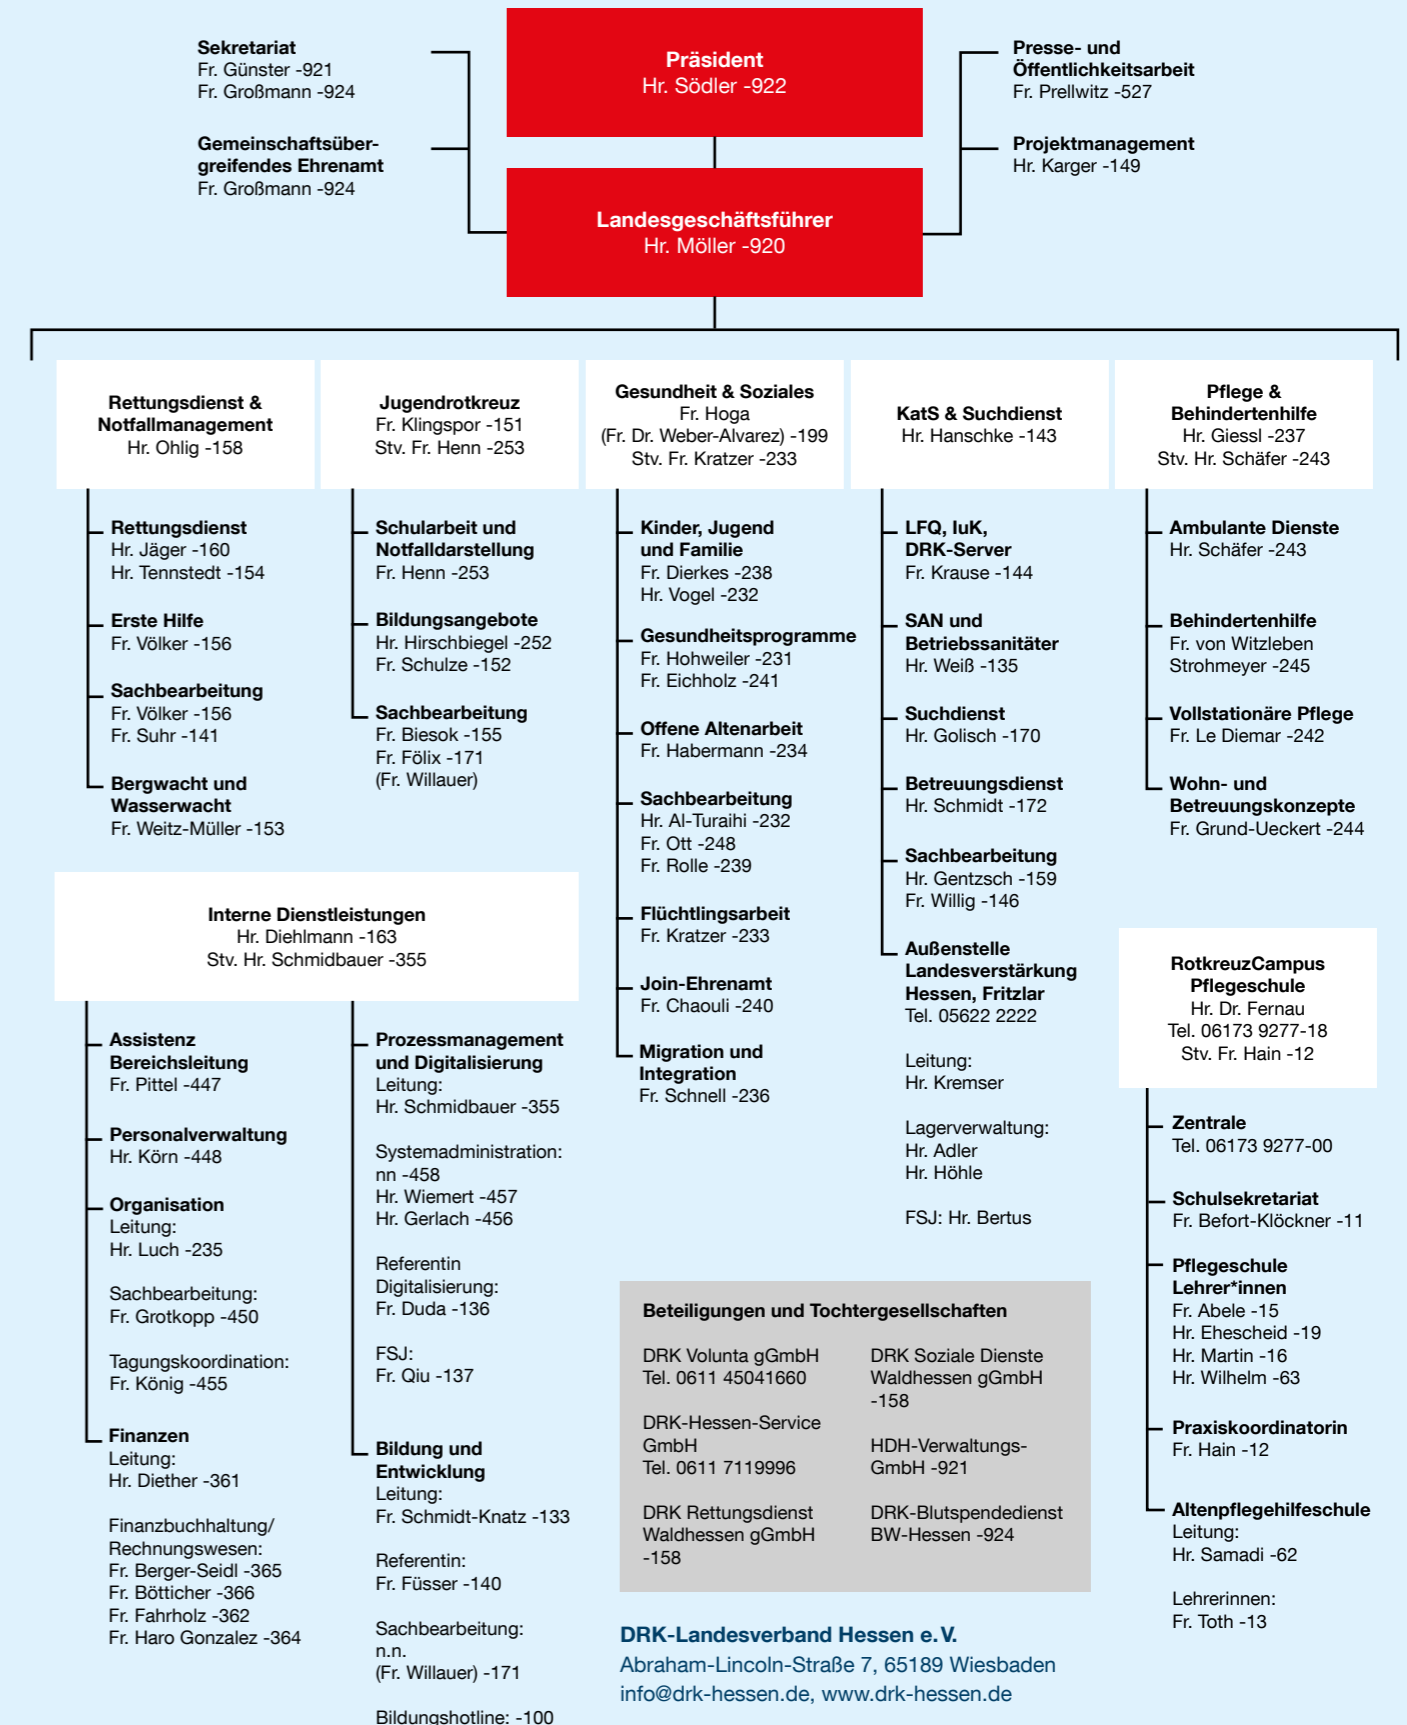 Sekretariat
Fr. Günster -921
Fr. Großmann -924
Gemeinschaftsüber-
greifendes Ehrenamt
Fr. Großmann -924
Präsident
Hr. Södler -922
Landesgeschäftsführer
Hr. Möller -920
Presse- und
Öffentlichkeitsarbeit
Fr. Prellwitz -527
Projektmanagement
Hr. Karger -149
Rettungsdienst &
Notfallmanagement
Hr. Ohlig -158
Rettungsdienst
Hr. Jäger -160
Hr. Tennstedt -154
Erste Hilfe
Fr. Völker -156
Sachbearbeitung
Fr. Völker -156
Fr. Suhr -141
Bergwacht und
Wasserwacht
Fr. Weitz-Müller -153
Jugendrotkreuz
Fr. Klingspor -151
Stv. Fr. Henn -253
Schularbeit und
Notfalldarstellung
Fr. Henn -253
Bildungsangebote
Hr. Hirschbiegel -252
Fr. Schulze -152
Sachbearbeitung
Fr. Biesok -155
Fr. Fölix -171
(Fr. Willauer)
Gesundheit & Soziales
Fr. Hoga
(Fr. Dr. Weber-Alvarez) -199
Stv. Fr. Kratzer -233
Kinder, Jugend
und Familie
Fr. Dierkes -238
Hr. Vogel -232
Gesundheitsprogramme
Fr. Hohweiler -231
Fr. Eichholz -241
Offene Altenarbeit
Fr. Habermann -234
Sachbearbeitung
Hr. Al-Turaihi -232
Fr. Ott -248
Fr. Rolle -239
Flüchtlingsarbeit
Fr. Kratzer -233
Join-Ehrenamt
Fr. Chaouli -240
Migration und
Integration
Fr. Schnell -236
KatS & Suchdienst
Hr. Hanschke -143
LFQ, IuK,
DRK-Server
Fr. Krause -144
SAN und
Betriebssanitäter
Hr. Weiß -135
Suchdienst
Hr. Golisch -170
Betreuungsdienst
Hr. Schmidt -172
Sachbearbeitung
Hr. Gentzsch -159
Fr. Willig -146
Außenstelle
Landesverstärkung
Hessen, Fritzlar
Tel. 05622 2222
Leitung:
Hr. Kremser
Lagerverwaltung:
Hr. Adler
Hr. Höhle
FSJ: Hr. Bertus
Pflege &
Behindertenhilfe
Hr. Giessl -237
Stv. Hr. Schäfer -243
Ambulante Dienste
Hr. Schäfer -243
Behindertenhilfe
Fr. von Witzleben
Strohmeyer -245
Vollstationäre Pflege
Fr. Le Diemar -242
Wohn- und
Betreuungskonzepte
Fr. Grund-Ueckert -244
Interne Dienstleistungen
Hr. Diehlmann -163
Stv. Hr. Schmidbauer -355
Assistenz
Bereichsleitung
Fr. Pittel -447
Personalverwaltung
Hr. Körn -448
Organisation
Leitung:
Hr. Luch -235
Sachbearbeitung:
Fr. Grotkopp -450
Tagungskoordination:
Fr. König -455
Finanzen
Leitung:
Hr. Diether -361
Finanzbuchhaltung/
Rechnungswesen:
Fr. Berger-Seidl -365
Fr. Bötticher -366
Fr. Fahrholz -362
Fr. Haro Gonzalez -364
Prozessmanagement
und Digitalisierung
Leitung:
Hr. Schmidbauer -355
Systemadministration:
nn -458
Hr. Wiemert -457
Hr. Gerlach -456
Referentin
Digitalisierung:
Fr. Duda -136
FSJ:
Fr. Qiu -137
Bildung und
Entwicklung
Leitung:
Fr. Schmidt-Knatz -133
Referentin:
Fr. Füsser -140
Sachbearbeitung:
n.n.
(Fr. Willauer) -171
Bildungshotline: -100
RotkreuzCampus
Pflegeschule
Hr. Dr. Fernau
Tel. 06173 9277-18
Stv. Fr. Hain -12
Zentrale
Tel. 06173 9277-00
Schulsekretariat
Fr. Befort-Klöckner -11
Pflegeschule
Lehrer*innen
Fr. Abele -15
Hr. Ehescheid -19
Hr. Martin -16
Hr. Wilhelm -63
Praxiskoordinatorin
Fr. Hain -12
Altenpflegehilfeschule
Leitung:
Hr. Samadi -62
Lehrerinnen:
Fr. Toth -13
Beteiligungen und Tochtergesellschaften
DRK Volunta gGmbH
Tel. 0611 45041660
DRK-Hessen-Service
GmbH
Tel. 0611 7119996
DRK Rettungsdienst
Waldhessen gGmbH
-158
DRK Soziale Dienste
Waldhessen gGmbH
-158
HDH-Verwaltungs-
GmbH -921
DRK-Blutspendedienst
BW-Hessen -924
DRK-Landesverband Hessen e.V.
Abraham-Lincoln-Straße 7, 65189 Wiesbaden
info@drk-hessen.de, www.drk-hessen.de